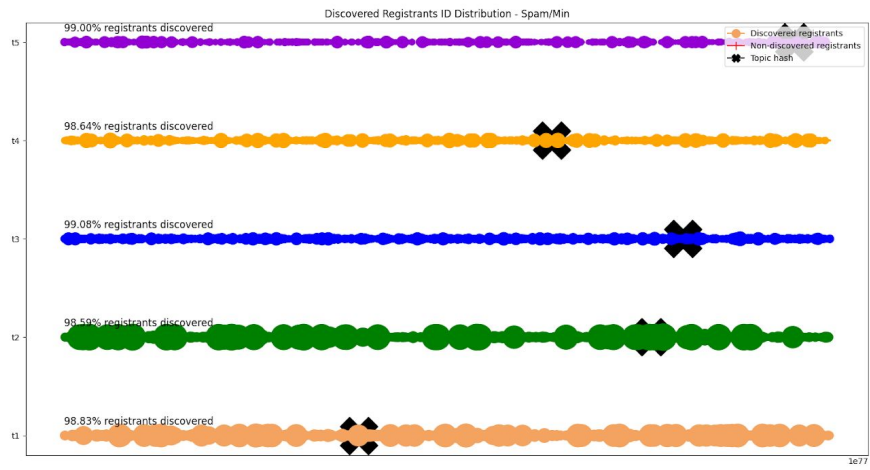 Discovered Registrants ID Distribution - Spam/Min
t5
99.00% registrants discovered
Discovered registrants
Non-discovered registrants
Topic hash
t4
98.64% registrants discovered
t3
99.08% registrants discovered
t2
98.59% registrants discovered
t1
98.83% registrants discovered
1e77